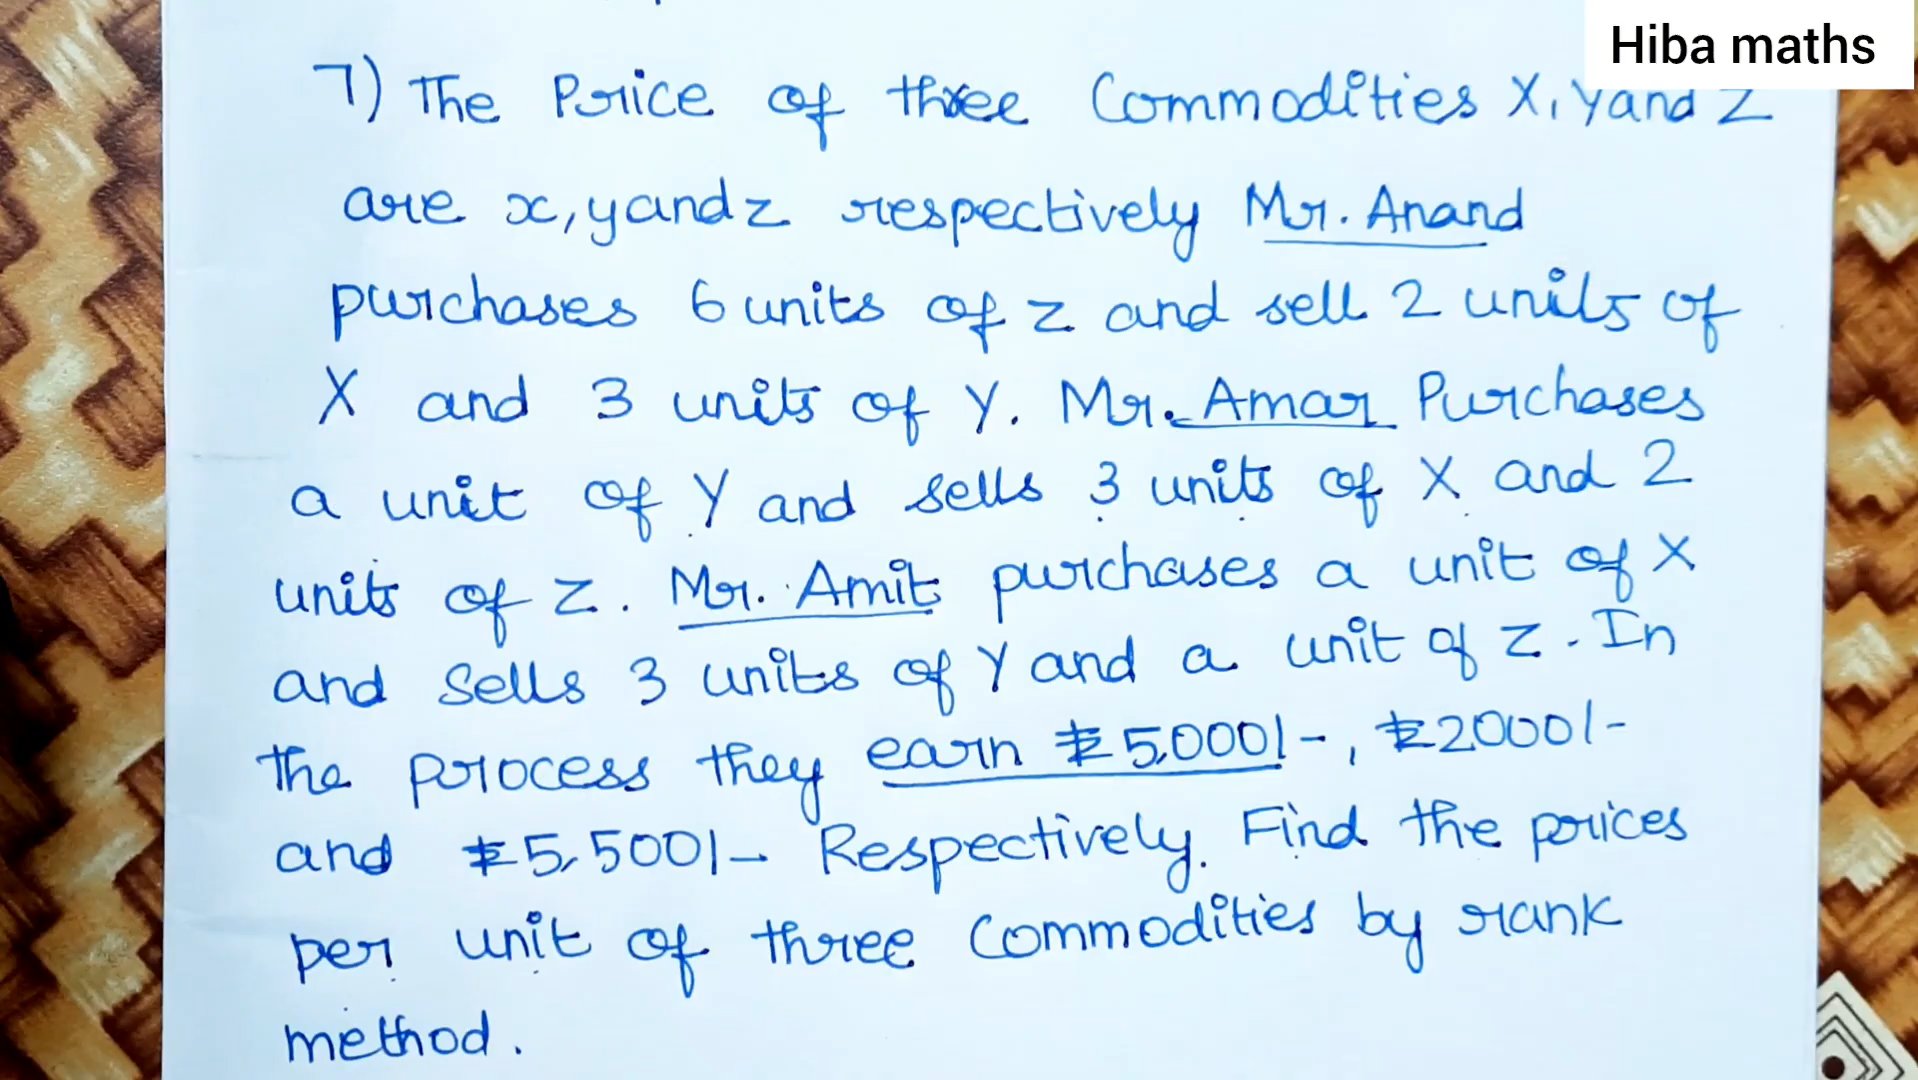 Hiba maths
7) The Price of three Commodities X, Y and Z
are x, y and z respectively Mr. Anand
purchases 6 units of z and sell 2 units of
X and 3 units of Y. Mr. Amar Purchases
a unit of Y and sells 3 units of X and 2
units of z. Mr. Amit purchases a unit of X
and sells 3 units of Y and a unit of z. In
the process they earn ₹5,000/-, ₹2000/-
and ₹5,500/- Respectively. Find the prices
per unit of three Commodities by rank
method.